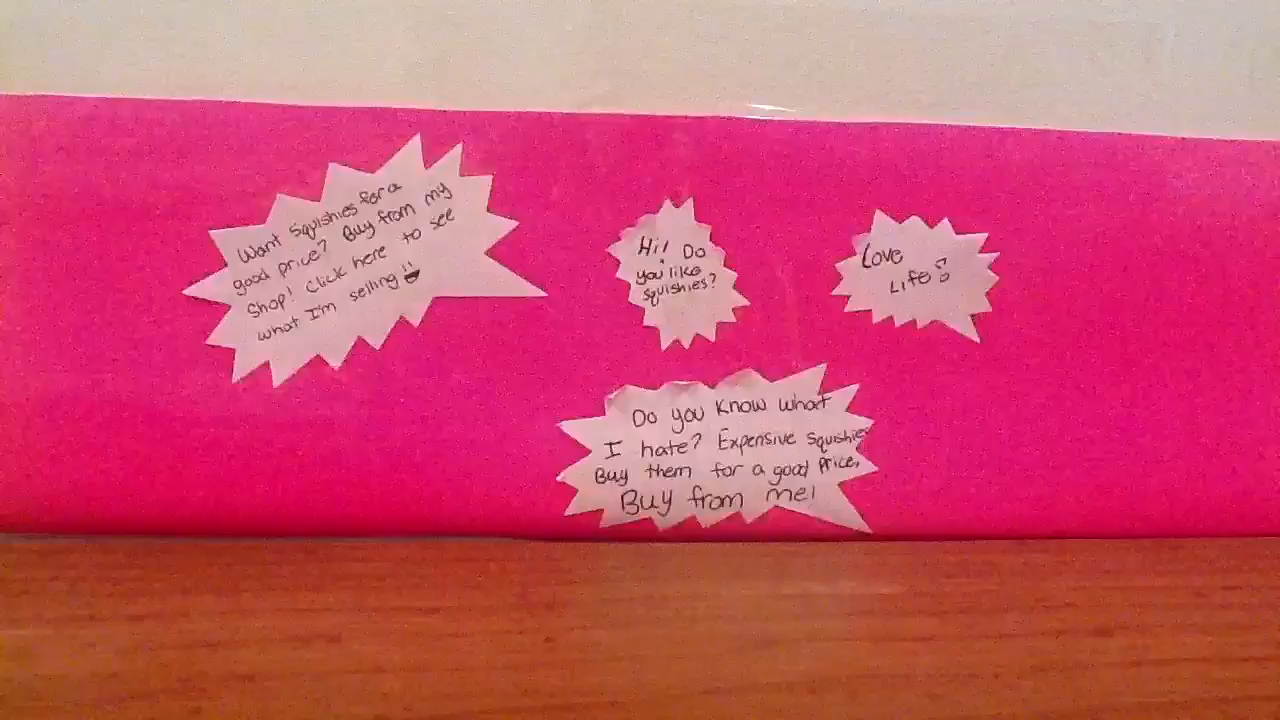 Want Squishies for a
good price? Buy from my
Shop! Click here to see
what I'm selling
Hi! Do
you like
squishies?
Love
Life
Do you know what
I hate? Expensive Squishies
Buy them for a good price,
Buy from me!